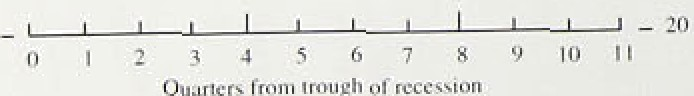 – – 20
0 1 2 3 4 5 6 7 8 9 10 11
Quarters from trough of recession